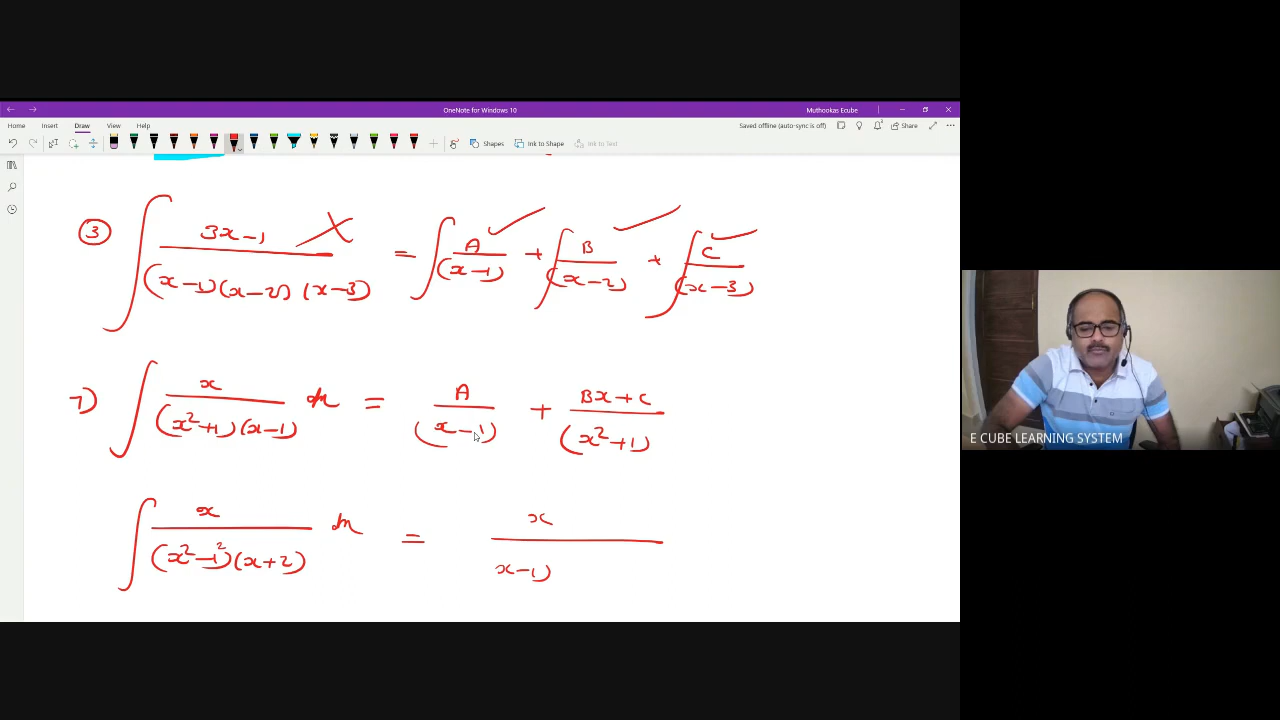 OneNote for Windows 10
Muthookas Ecube
Home Insert Draw View Help
Saved offline (auto-sync is off) Share
Shapes Ink to Shape Ink to Text
③ ∫ (3x-1)/((x-1)(x-2)(x-3)) = ∫ A/(x-1) + ∫ B/(x-2) + ∫ C/(x-3)
7) ∫ x/((x²+1)(x-1)) dx = A/(x-1) + (Bx+C)/(x²+1)
∫ x/((x²-1²)(x+2)) dx = x/x-1)
E CUBE LEARNING SYSTEM